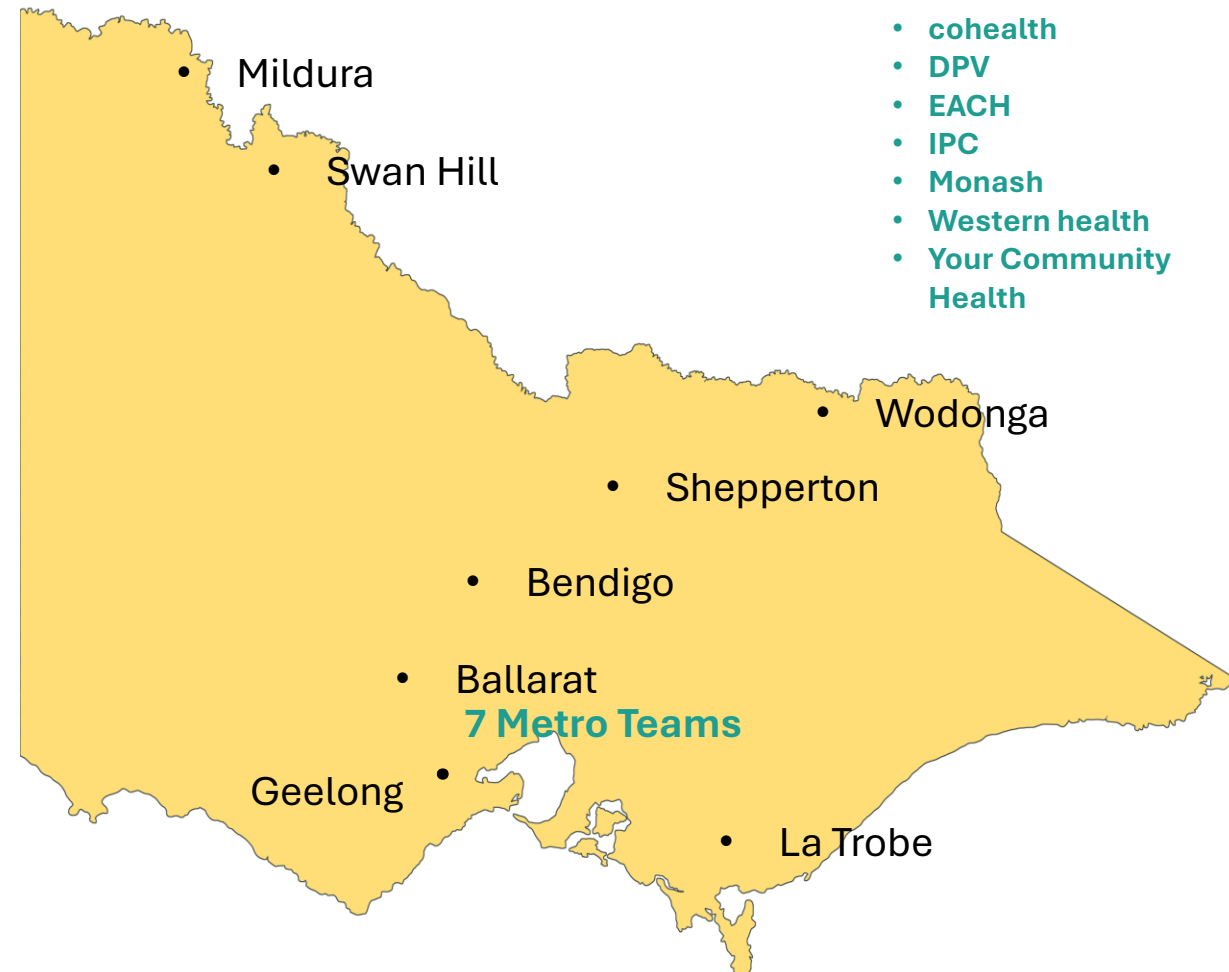 • cohealth
• DPV
• EACH
• IPC
• Monash
• Western health
• Your Community
Health
• Mildura
• Swan Hill
• Wodonga
• Shepperton
• Bendigo
• Ballarat
7 Metro Teams
• Geelong
• La Trobe